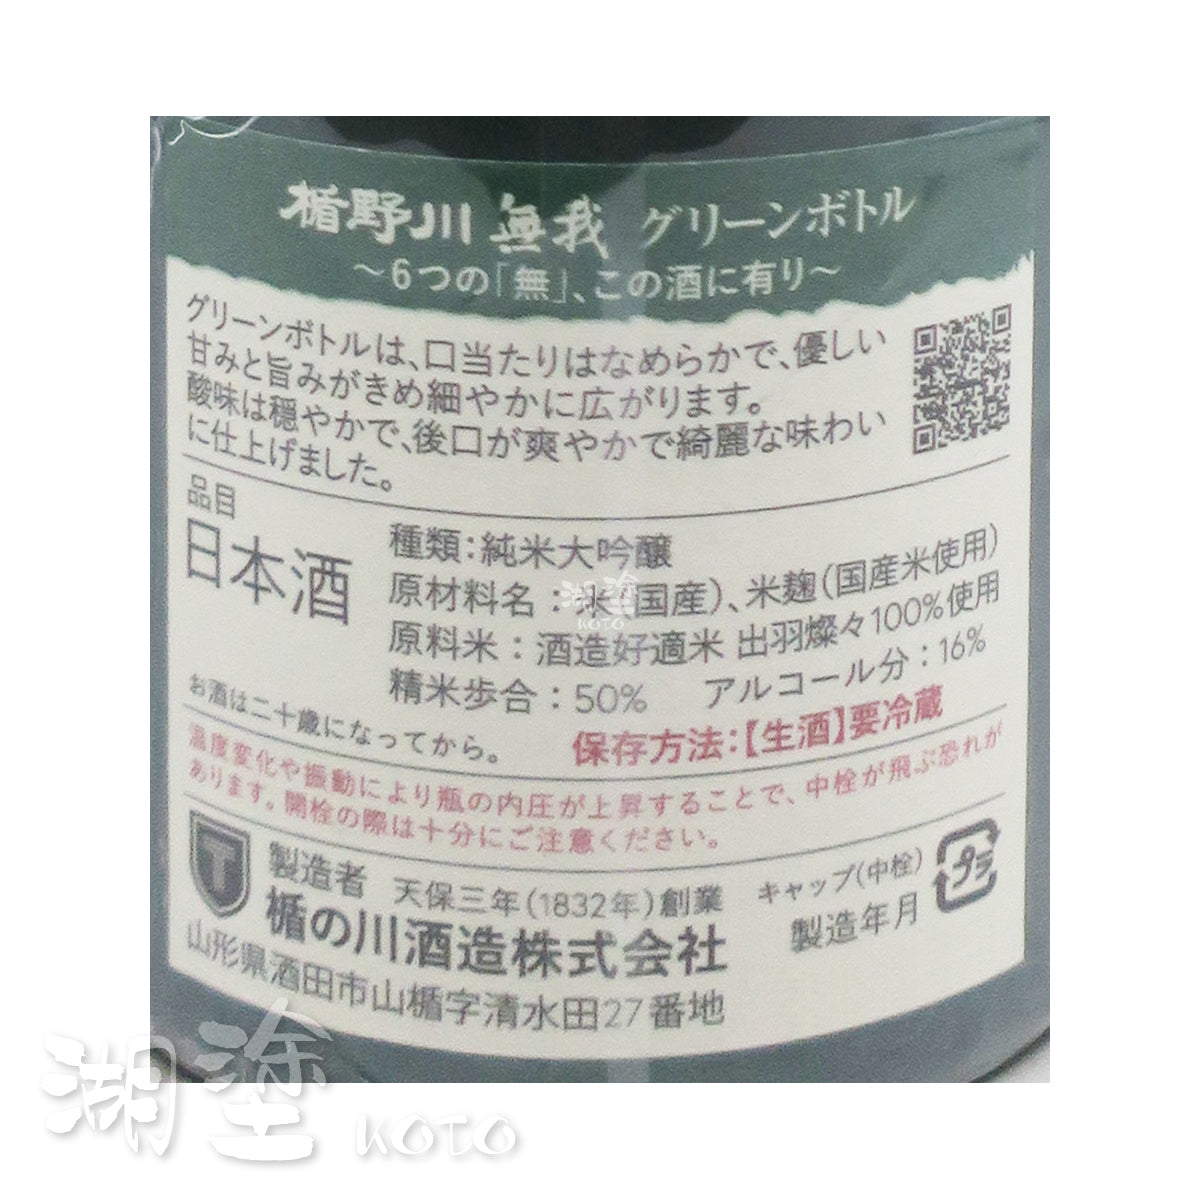 楯野川 無我 グリーンボトル
〜6つの「無」、この酒に有り〜
グリーンボトルは、口当たりはなめらかで、優しい
甘みと旨みがきめ細やかに広がります。
酸味は穏やかで、後口が爽やかで綺麗な味わい
に仕上げました。
品目
日本酒
種類：純米大吟醸
原材料名：米(国産)、米麹(国産米使用)
原料米：酒造好適米 出羽燦々100%使用
精米歩合：50% アルコール分：16%
お酒は二十歳になってから。
保存方法：【生酒】要冷蔵
温度変化や振動により瓶の内圧が上昇することで、中栓が飛ぶ恐れが
あります。開栓の際は十分にご注意ください。
T
製造者 天保三年(1832年)創業
楯の川酒造株式会社
山形県酒田市山楯字清水田27番地
キャップ(中栓)
プラ
製造年月
湖塗 KOTO
湖塗
KOTO